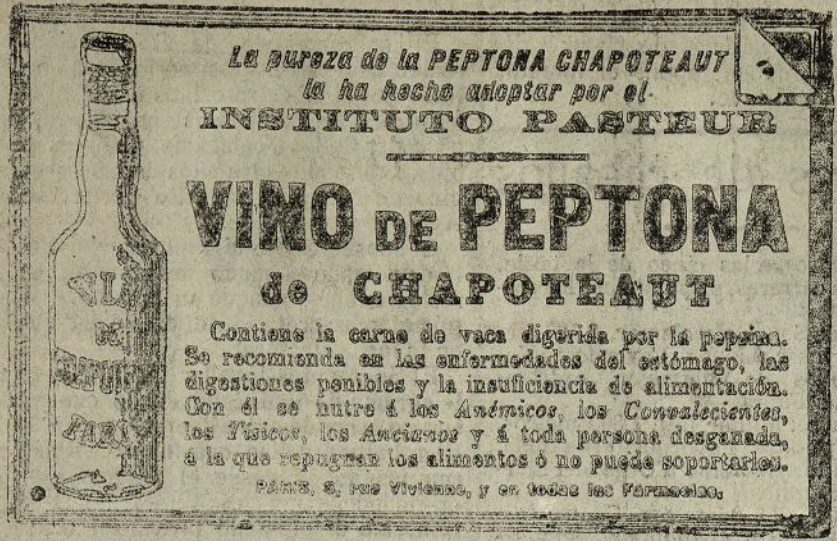 La pureza de la PEPTONA CHAPOTEAUT
la ha hecho adoptar por el
INSTITUTO PASTEUR
VINO DE PEPTONA
de CHAPOTEAUT
Contiene la carne de vaca digerida por la pepsina.
Se recomienda en las enfermedades del estómago, las
digestiones penibles y la insuficiencia de alimentación.
Con él se nutre á los Anémicos, los Convalecientes,
los Tísicos, los Ancianos y á toda persona desganada,
á la que repugnan los alimentos ó no puede soportarlos.
PARIS, 8, rue Vivienne, y en todas las Farmacias.